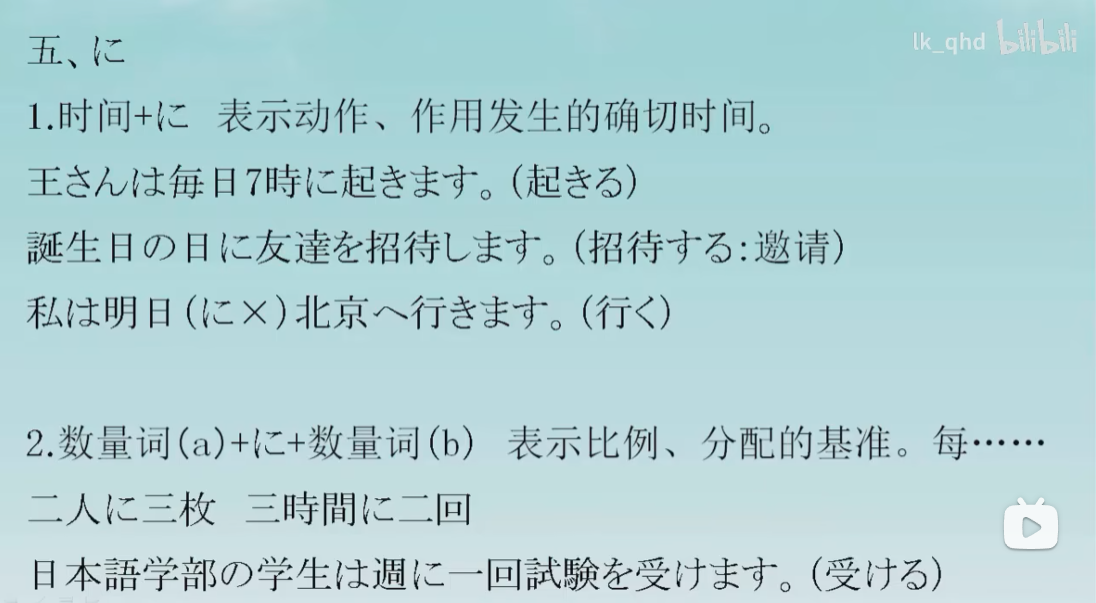 lk_qhd bilibili
五、に
1.时间+に 表示动作、作用发生的确切时间。
王さんは毎日7時に起きます。(起きる)
誕生日の日に友達を招待します。(招待する:邀请)
私は明日(に×)北京へ行きます。(行く)
2.数量词(a)+に+数量词(b) 表示比例、分配的基准。每……
二人に三枚 三時間に二回
日本語学部の学生は週に一回試験を受けます。(受ける)